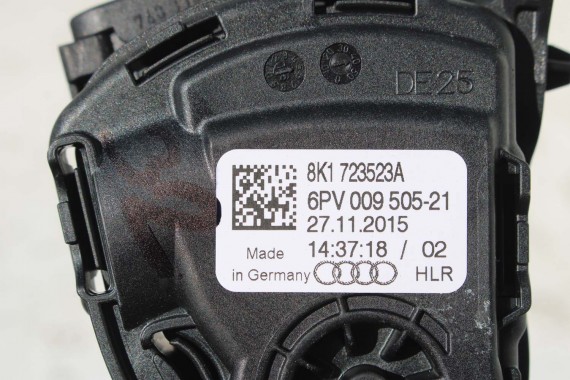 DE25
8K1 723523A
6PV 009 505-21
27.11.2015
14:37:18 / 02
Made
in Germany HLR